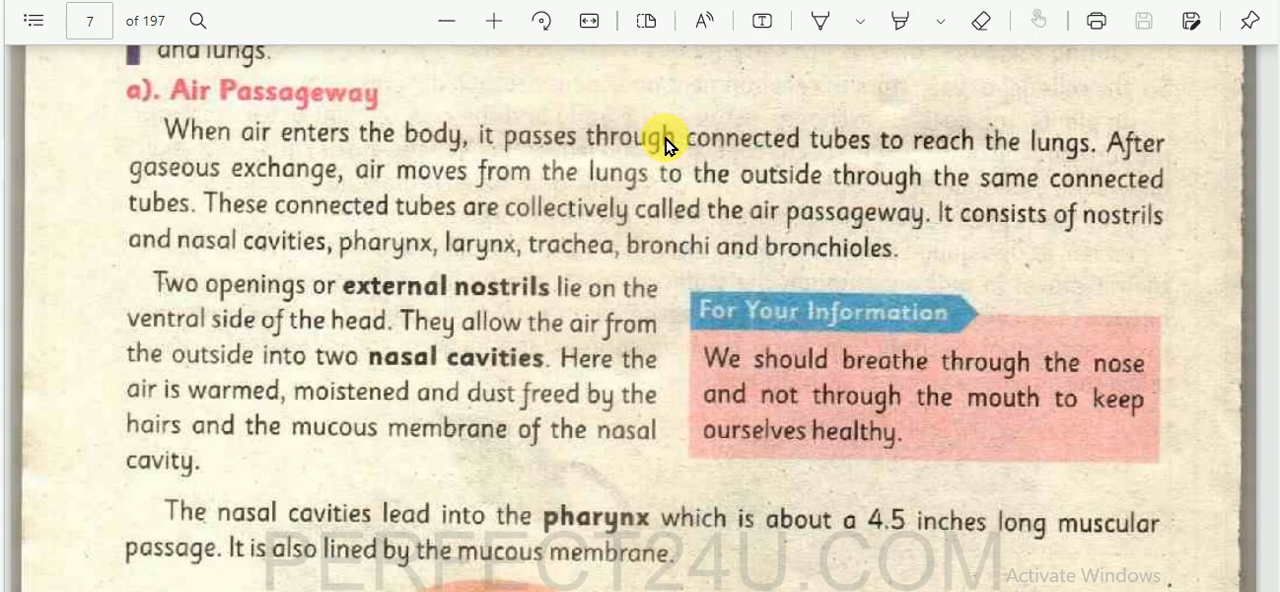 7 of 197
and lungs.
a). Air Passageway
When air enters the body, it passes through connected tubes to reach the lungs. After
gaseous exchange, air moves from the lungs to the outside through the same connected
tubes. These connected tubes are collectively called the air passageway. It consists of nostrils
and nasal cavities, pharynx, larynx, trachea, bronchi and bronchioles.
Two openings or external nostrils lie on the
ventral side of the head. They allow the air from
the outside into two nasal cavities. Here the
air is warmed, moistened and dust freed by the
hairs and the mucous membrane of the nasal
cavity.
For Your Information
We should breathe through the nose
and not through the mouth to keep
ourselves healthy.
The nasal cavities lead into the pharynx which is about a 4.5 inches long muscular
passage. It is also lined by the mucous membrane.
PERFECT24U.COM
Activate Windows